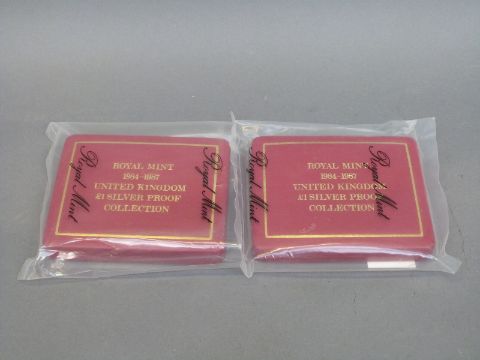 ROYAL MINT
1984-1987
UNITED KINGDOM
£1 SILVER PROOF
COLLECTION
Royal Mint
Royal Mint
ROYAL MINT
1984-1987
UNITED KINGDOM
£1 SILVER PROOF
COLLECTION
Royal Mint
Royal Mint